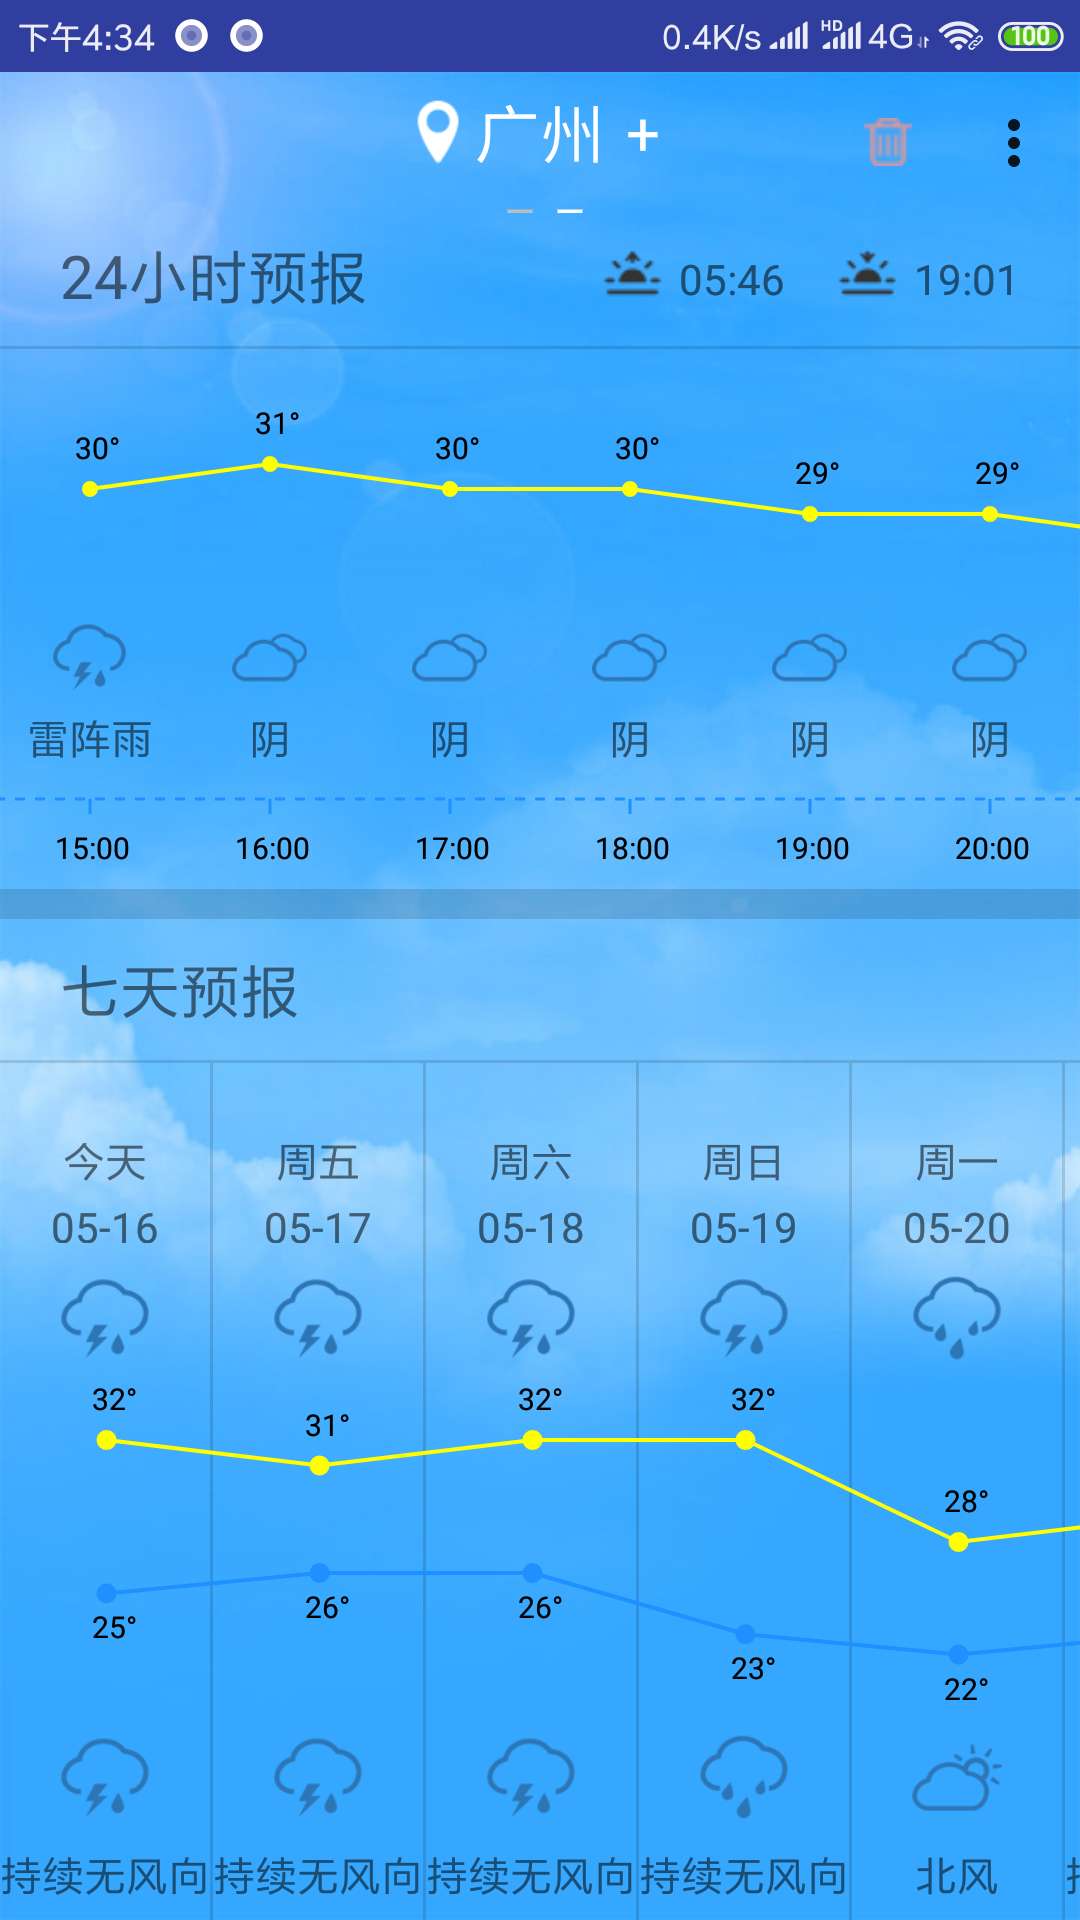 下午4:34 0.4K/s HD 4G 100
广州 +
24小时预报 05:46 19:01
30° 31° 30° 30° 29° 29°
雷阵雨 阴 阴 阴 阴 阴
15:00 16:00 17:00 18:00 19:00 20:00
七天预报
今天 周五 周六 周日 周一
05-16 05-17 05-18 05-19 05-20
32° 31° 32° 32° 28°
25° 26° 26° 23° 22°
持续无风向 持续无风向 持续无风向 持续无风向 北风